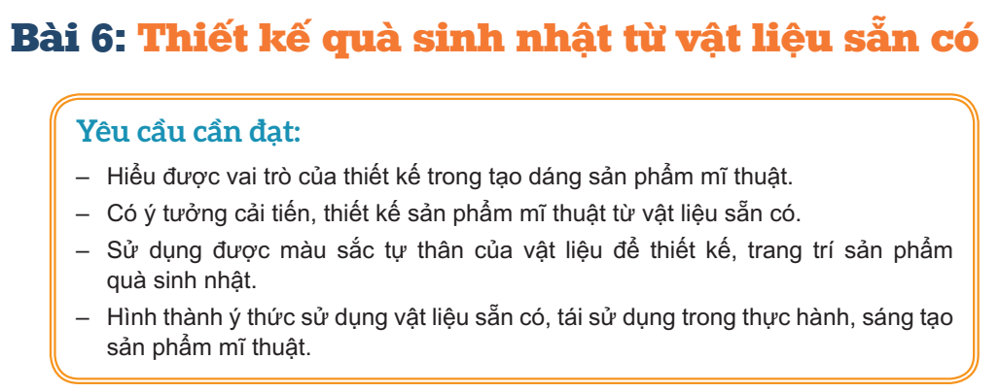 Bài 6: Thiết kế quà sinh nhật từ vật liệu sẵn có
Yêu cầu cần đạt:
– Hiểu được vai trò của thiết kế trong tạo dáng sản phẩm mĩ thuật.
– Có ý tưởng cải tiến, thiết kế sản phẩm mĩ thuật từ vật liệu sẵn có.
– Sử dụng được màu sắc tự thân của vật liệu để thiết kế, trang trí sản phẩm
quà sinh nhật.
– Hình thành ý thức sử dụng vật liệu sẵn có, tái sử dụng trong thực hành, sáng tạo
sản phẩm mĩ thuật.